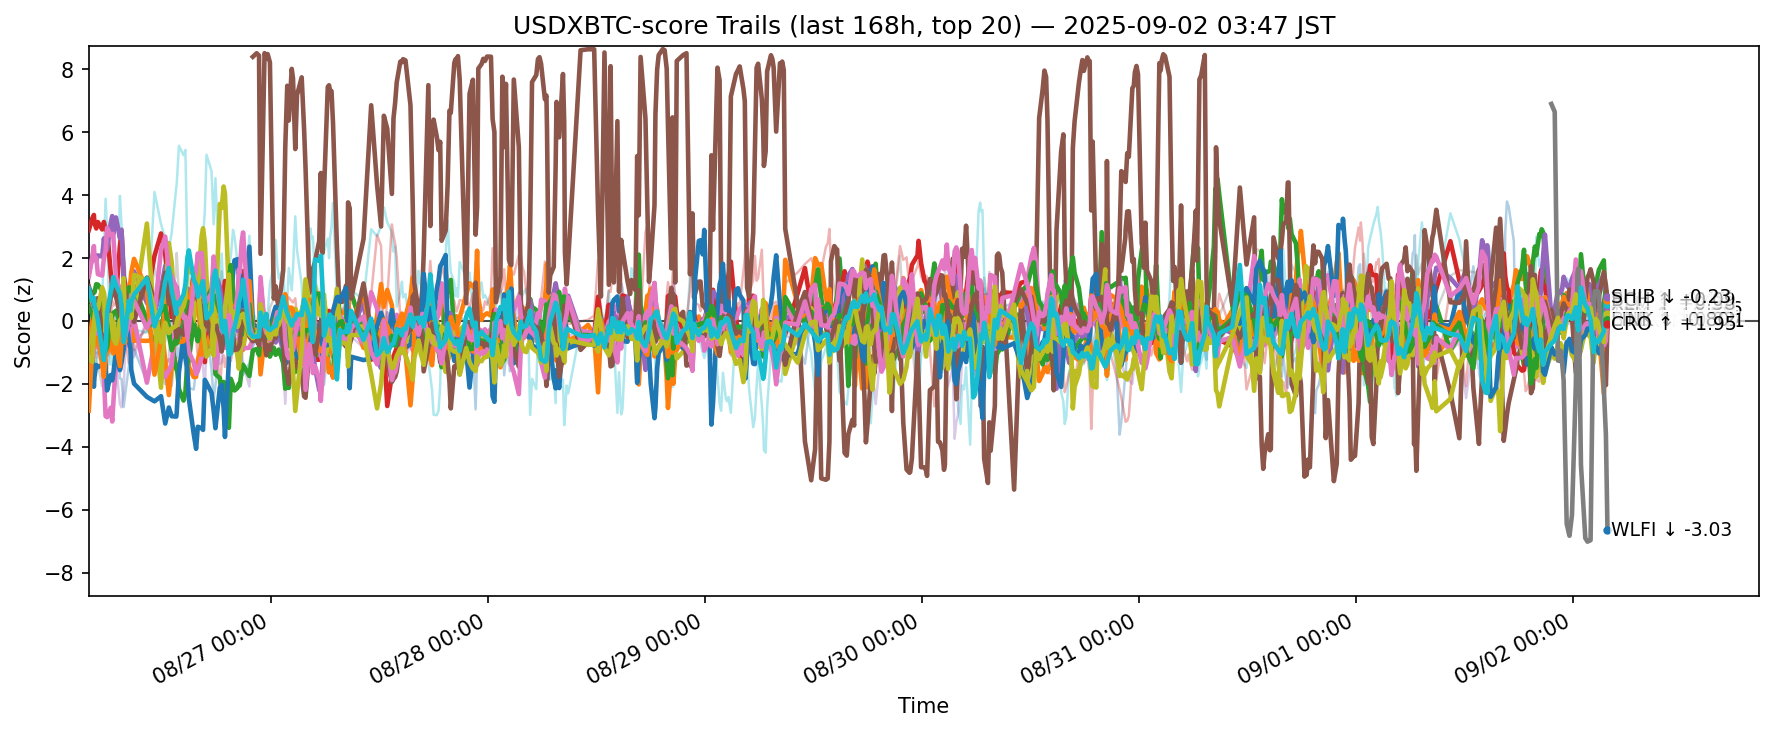 USDXBTC-score Trails (last 168h, top 20) — 2025-09-02 03:47 JST
Score (z)
8
6
4
2
0
−2
−4
−6
−8
SHIB ↓ -0.23
CRO ↑ +1.95
WLFI ↓ -3.03
08/27 00:00
08/28 00:00
08/29 00:00
08/30 00:00
08/31 00:00
09/01 00:00
09/02 00:00
Time